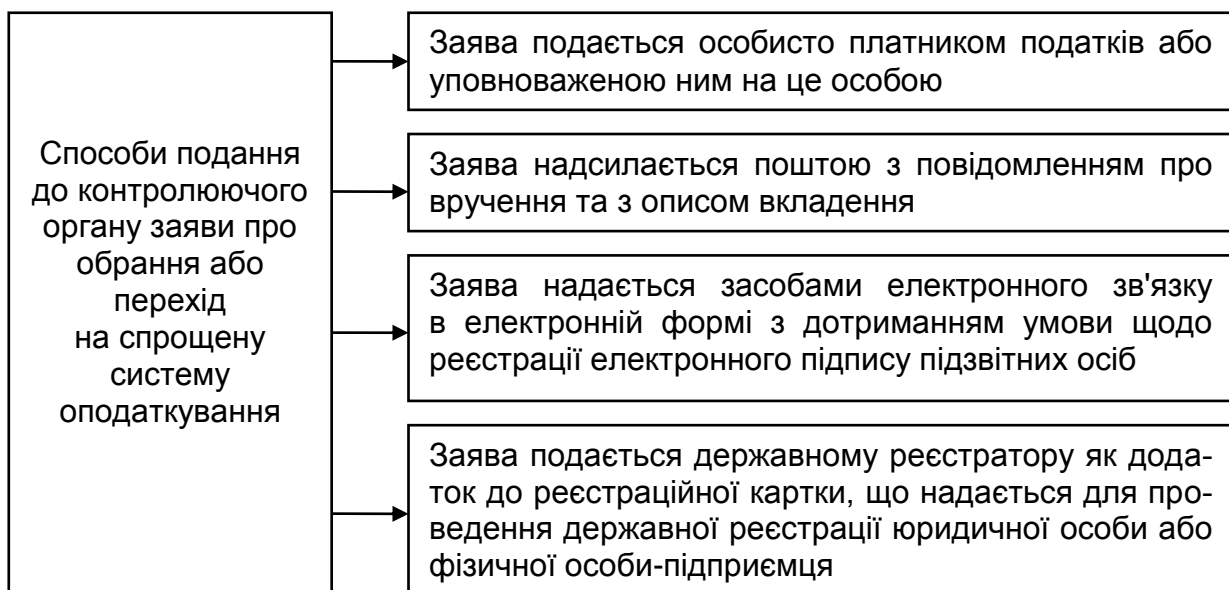 Способи подання
до контролюючого
органу заяви про
обрання або
перехід
на спрощену
систему
оподаткування
Заява подається особисто платником податків або
уповноваженою ним на це особою
Заява надсилається поштою з повідомленням про
вручення та з описом вкладення
Заява надається засобами електронного зв'язку
в електронній формі з дотриманням умови щодо
реєстрації електронного підпису підзвітних осіб
Заява подається державному реєстратору як дода-
ток до реєстраційної картки, що надається для про-
ведення державної реєстрації юридичної особи або
фізичної особи-підприємця